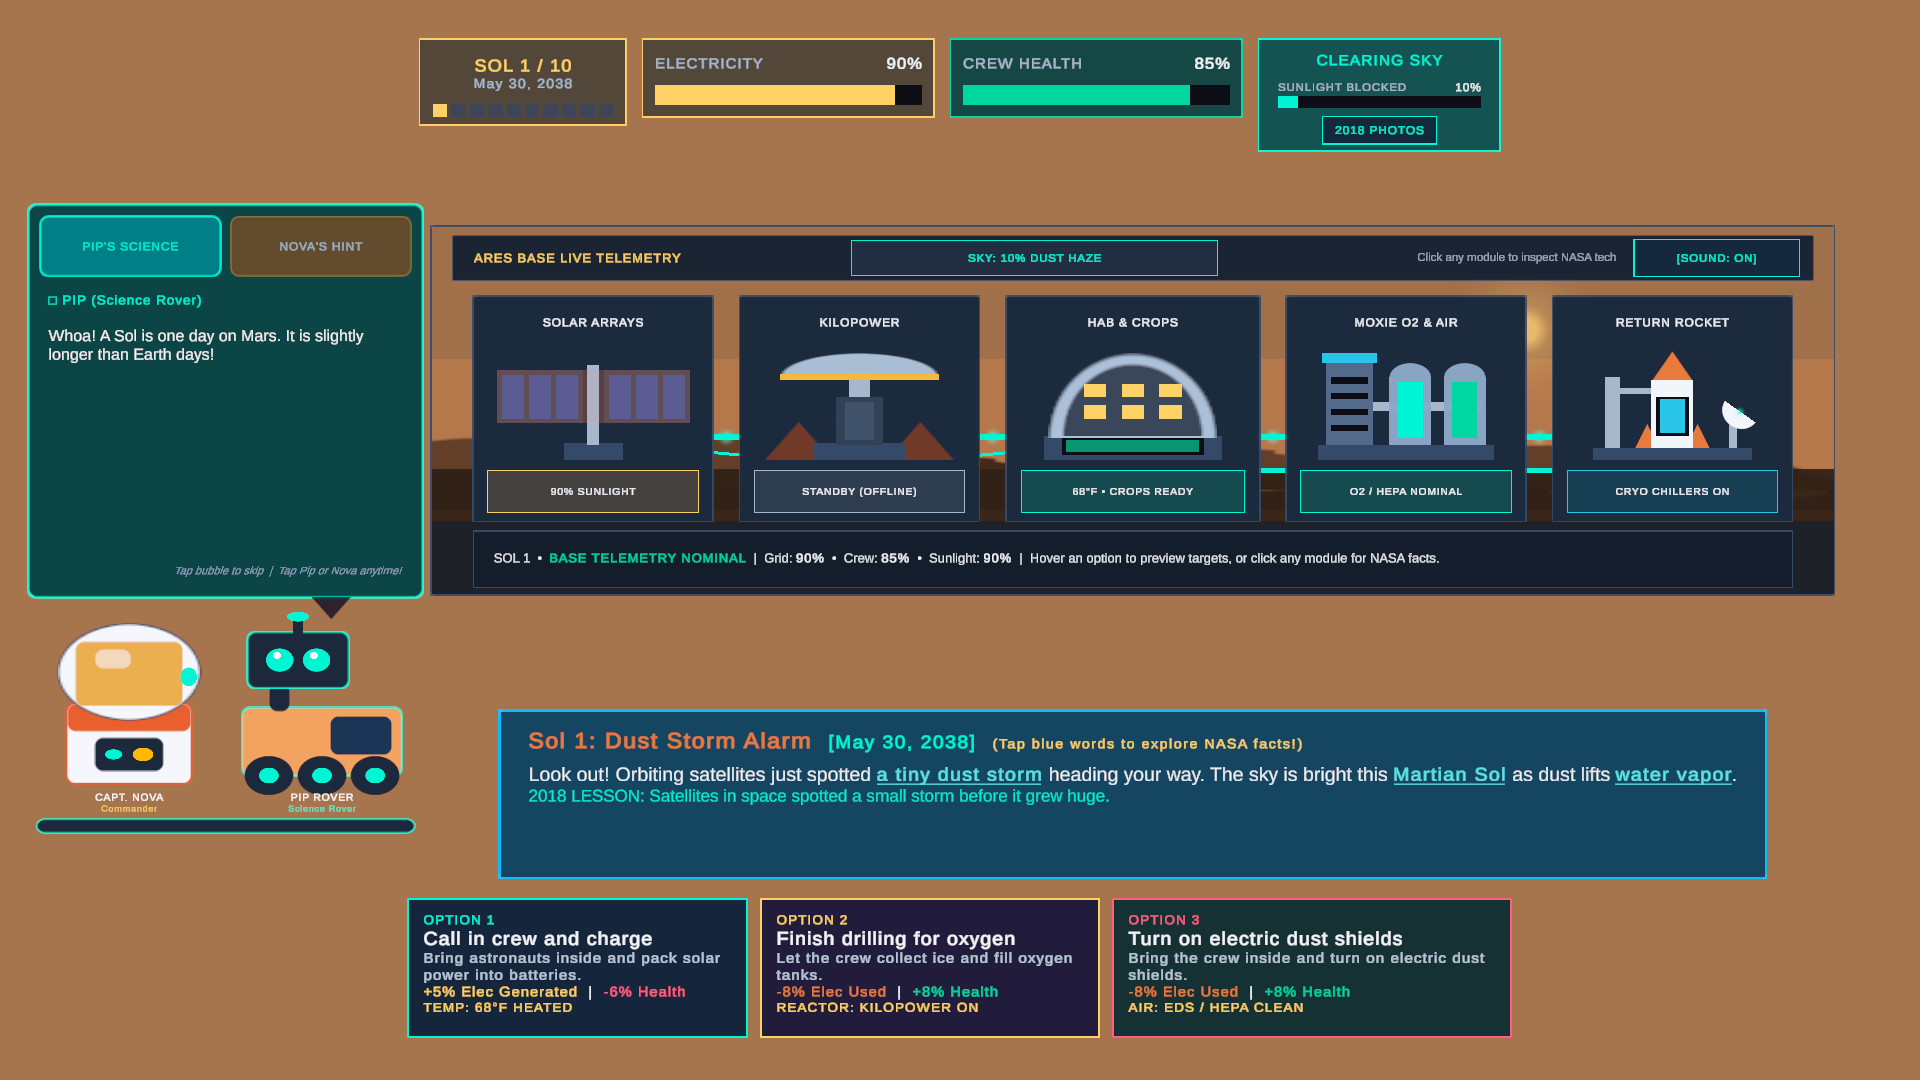 SOL 1 / 10
May 30, 2038
ELECTRICITY 90%
CREW HEALTH 85%
CLEARING SKY
SUNLIGHT BLOCKED 10%
2018 PHOTOS
PIP'S SCIENCE
NOVA'S HINT
PIP (Science Rover)
Whoa! A Sol is one day on Mars. It is slightly
longer than Earth days!
Tap bubble to skip | Tap Pip or Nova anytime!
CAPT. NOVA
Commander
PIP ROVER
Science Rover
ARES BASE LIVE TELEMETRY
SKY: 10% DUST HAZE
Click any module to inspect NASA tech
[SOUND: ON]
SOLAR ARRAYS
90% SUNLIGHT
KILOPOWER
STANDBY (OFFLINE)
HAB & CROPS
68°F • CROPS READY
MOXIE O2 & AIR
O2 / HEPA NOMINAL
RETURN ROCKET
CRYO CHILLERS ON
SOL 1 • BASE TELEMETRY NOMINAL | Grid: 90% • Crew: 85% • Sunlight: 90% | Hover an option to preview targets, or click any module for NASA facts.
Sol 1: Dust Storm Alarm [May 30, 2038] (Tap blue words to explore NASA facts!)
Look out! Orbiting satellites just spotted a tiny dust storm heading your way. The sky is bright this Martian Sol as dust lifts water vapor.
2018 LESSON: Satellites in space spotted a small storm before it grew huge.
OPTION 1
Call in crew and charge
Bring astronauts inside and pack solar
power into batteries.
+5% Elec Generated | -6% Health
TEMP: 68°F HEATED
OPTION 2
Finish drilling for oxygen
Let the crew collect ice and fill oxygen
tanks.
-8% Elec Used | +8% Health
REACTOR: KILOPOWER ON
OPTION 3
Turn on electric dust shields
Bring the crew inside and turn on electric dust
shields.
-8% Elec Used | +8% Health
AIR: EDS / HEPA CLEAN